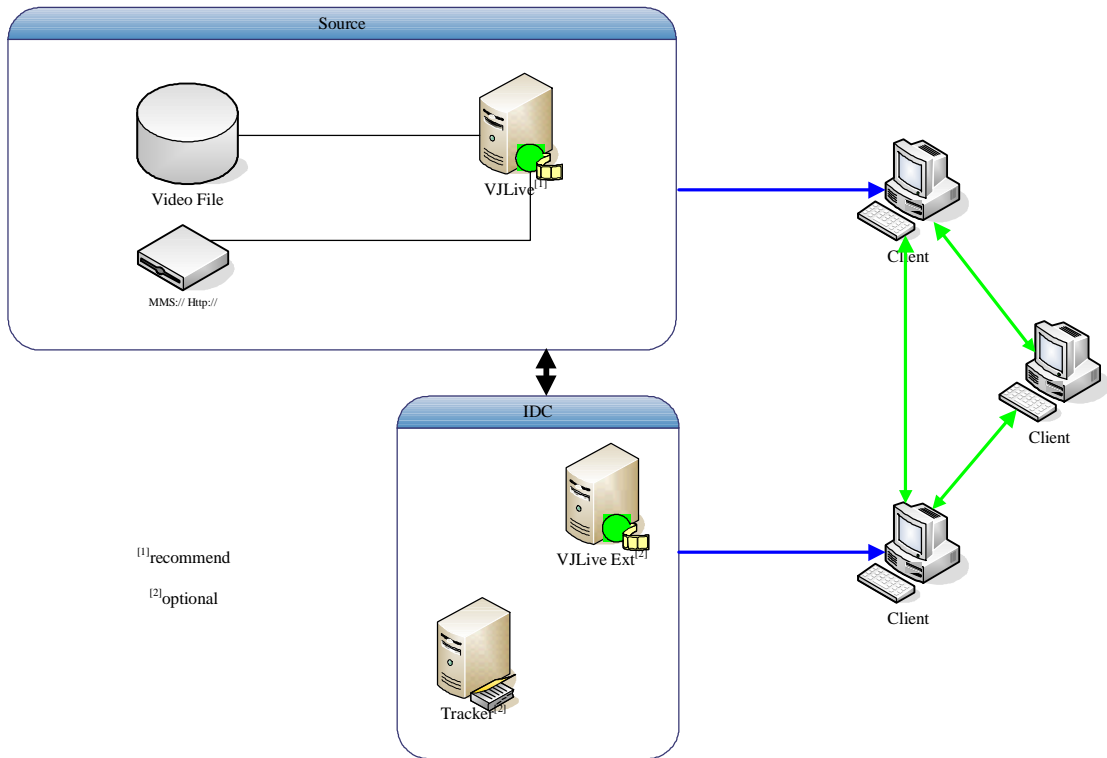 Source
Video File
VJLive[1]
MMS:// Http://
Client
Client
IDC
VJLive Ext[2]
[1]recommend
[2]optional
Client
Tracker[2]